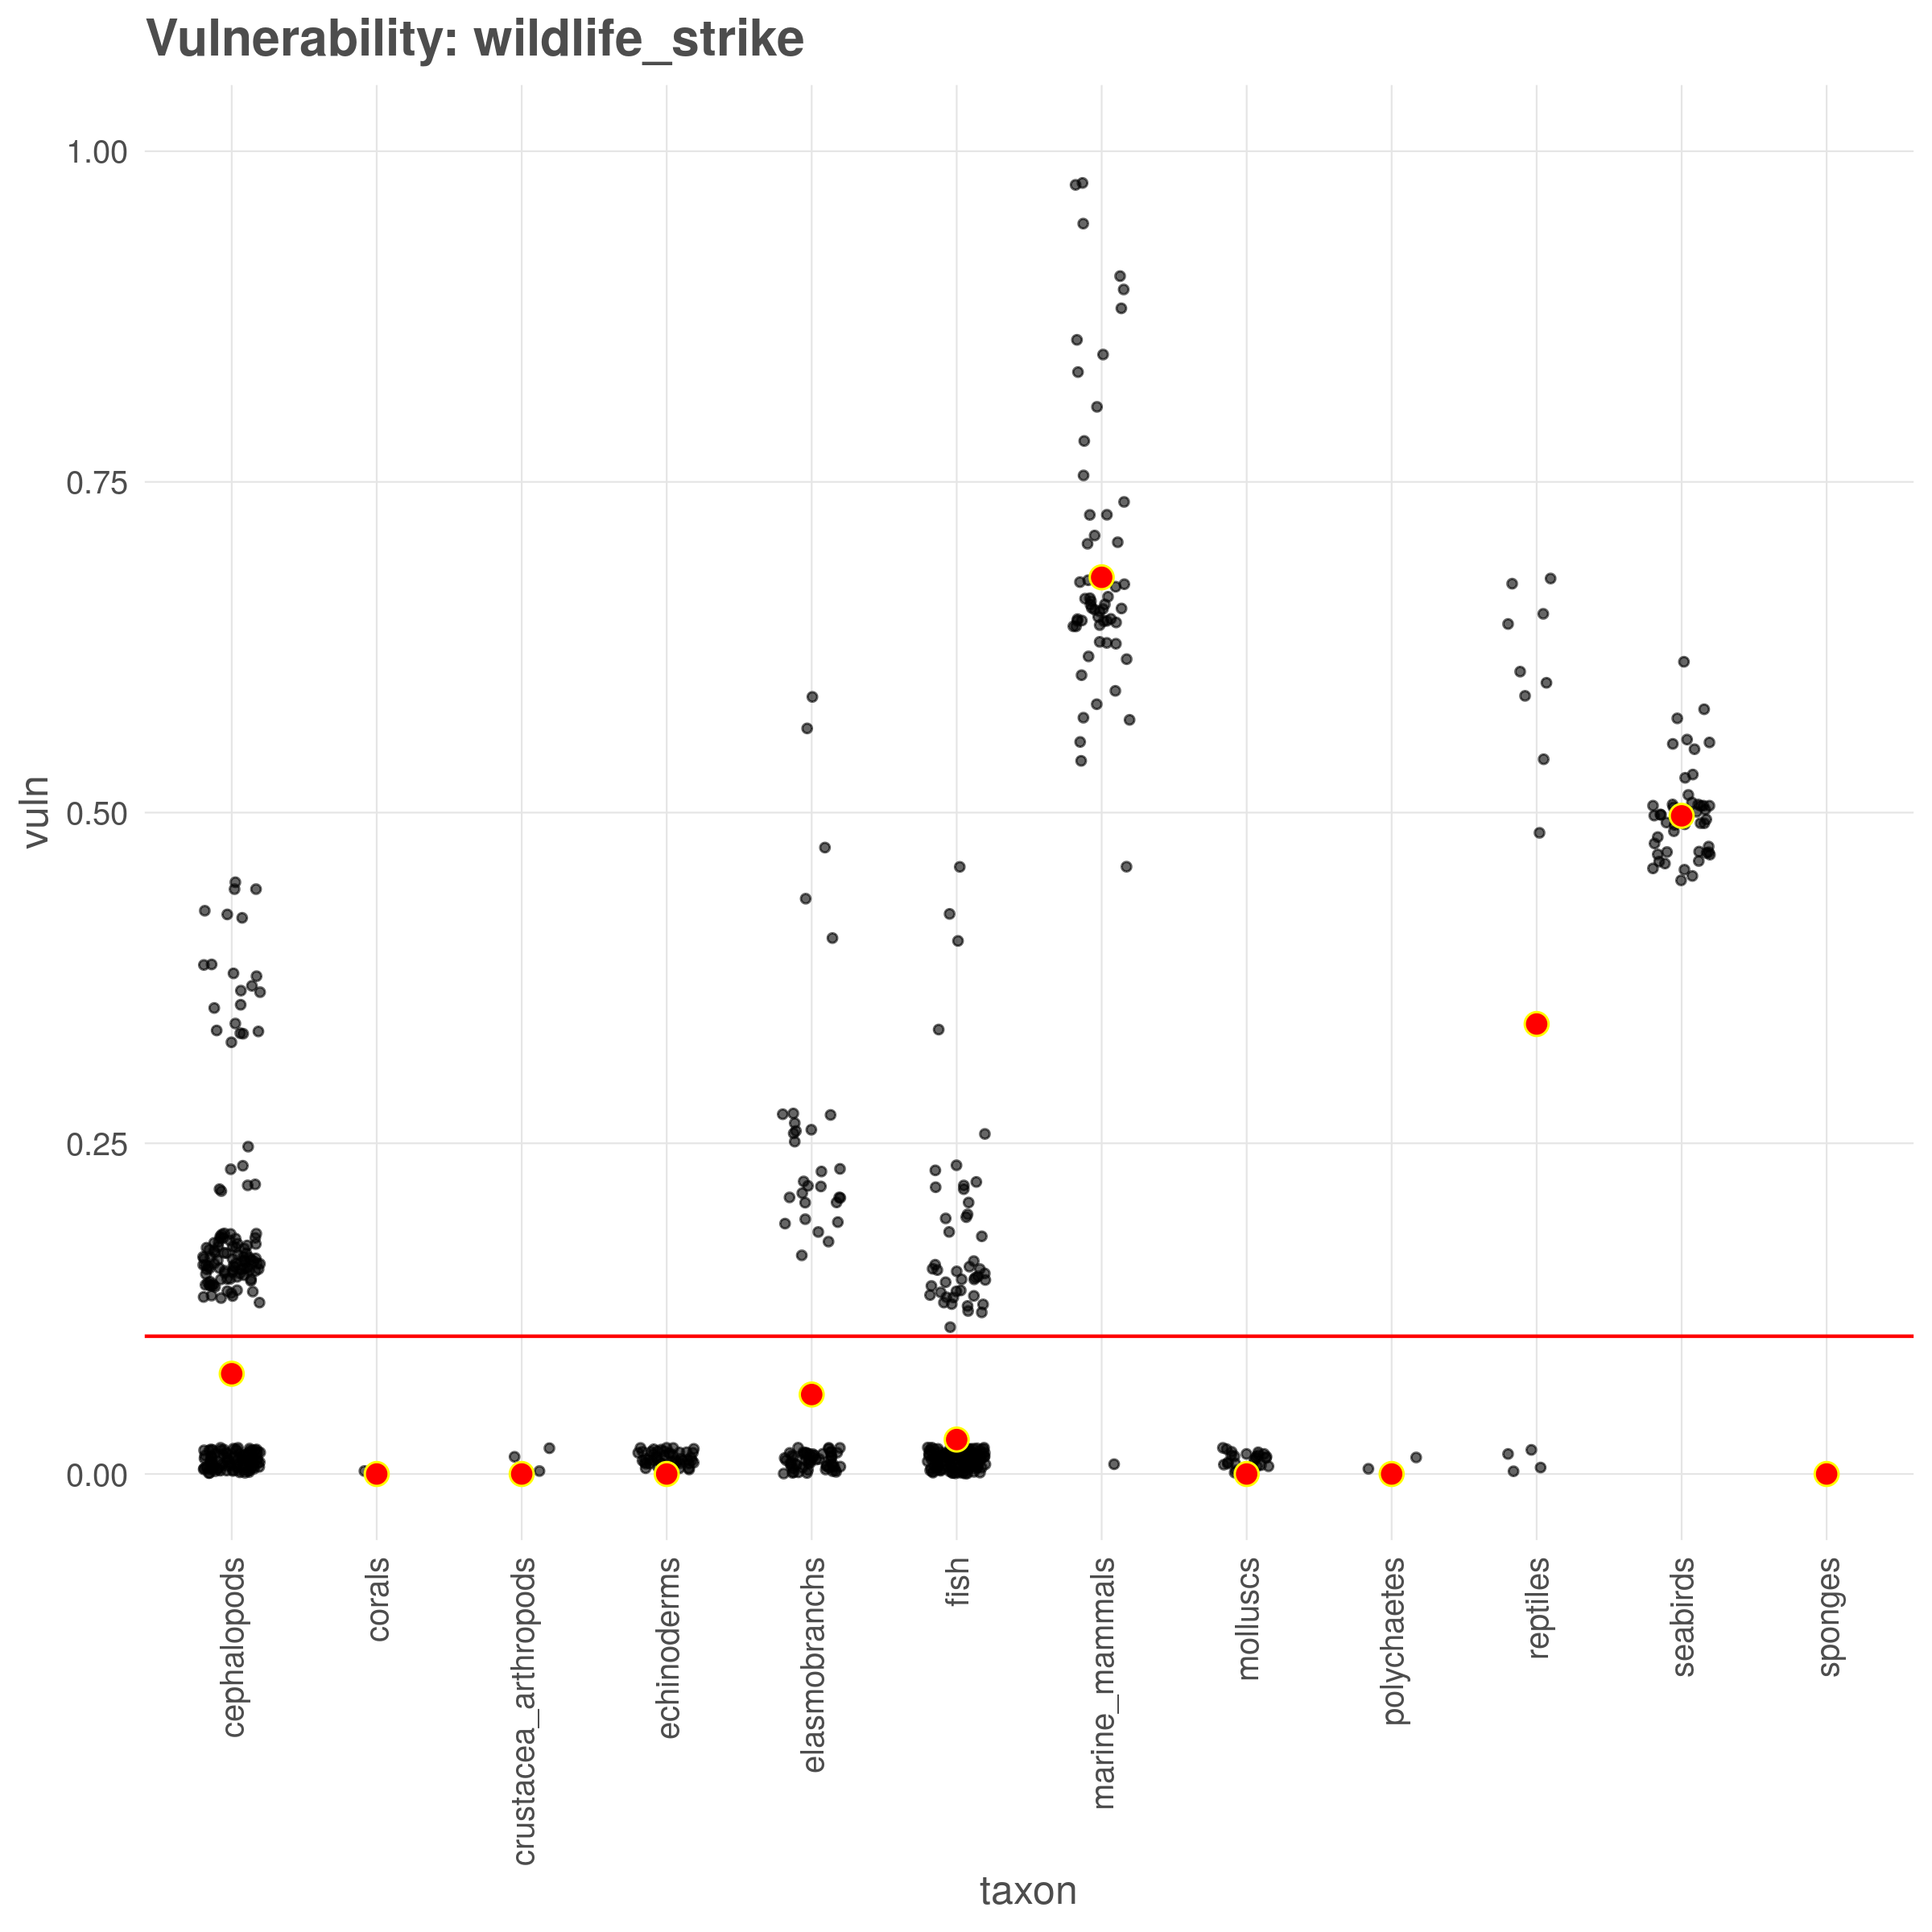 Vulnerability: wildlife_strike
1.00
0.75
0.50
0.25
0.00
vuln
cephalopods
corals
crustacea_arthropods
echinoderms
elasmobranchs
fish
marine_mammals
molluscs
polychaetes
reptiles
seabirds
sponges
taxon